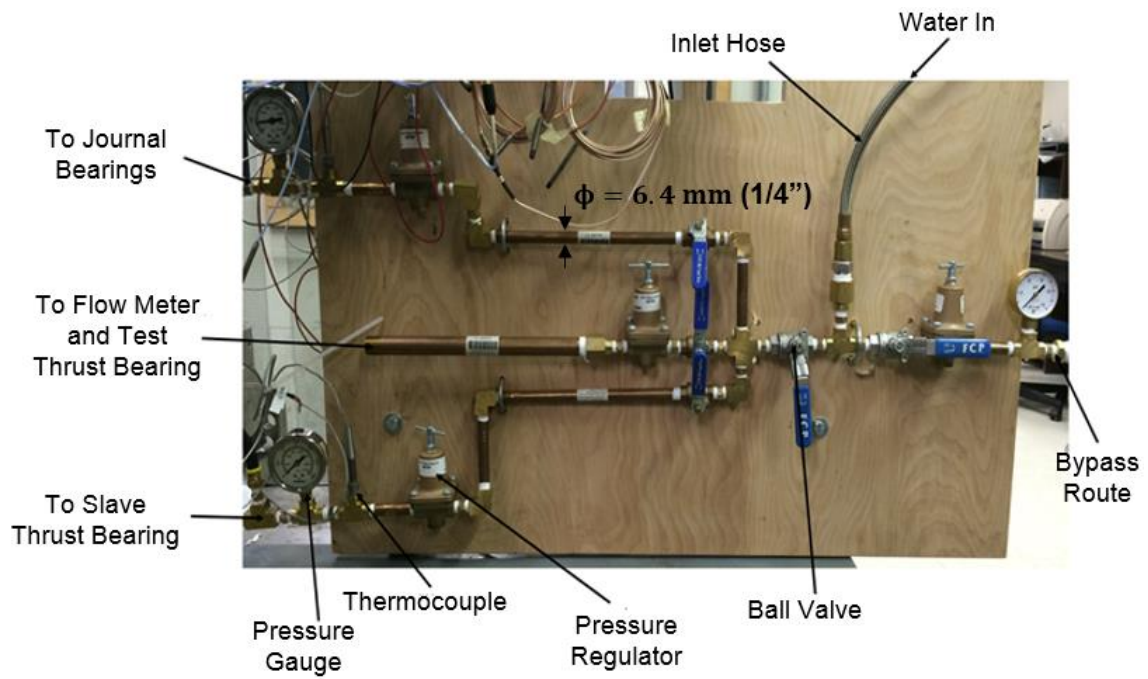 Water In
Inlet Hose
To Journal
Bearings
ϕ = 6.4 mm (1/4”)
To Flow Meter
and Test
Thrust Bearing
FCP
FCP
Bypass
Route
To Slave
Thrust Bearing
Thermocouple
Ball Valve
Pressure
Gauge
Pressure
Regulator